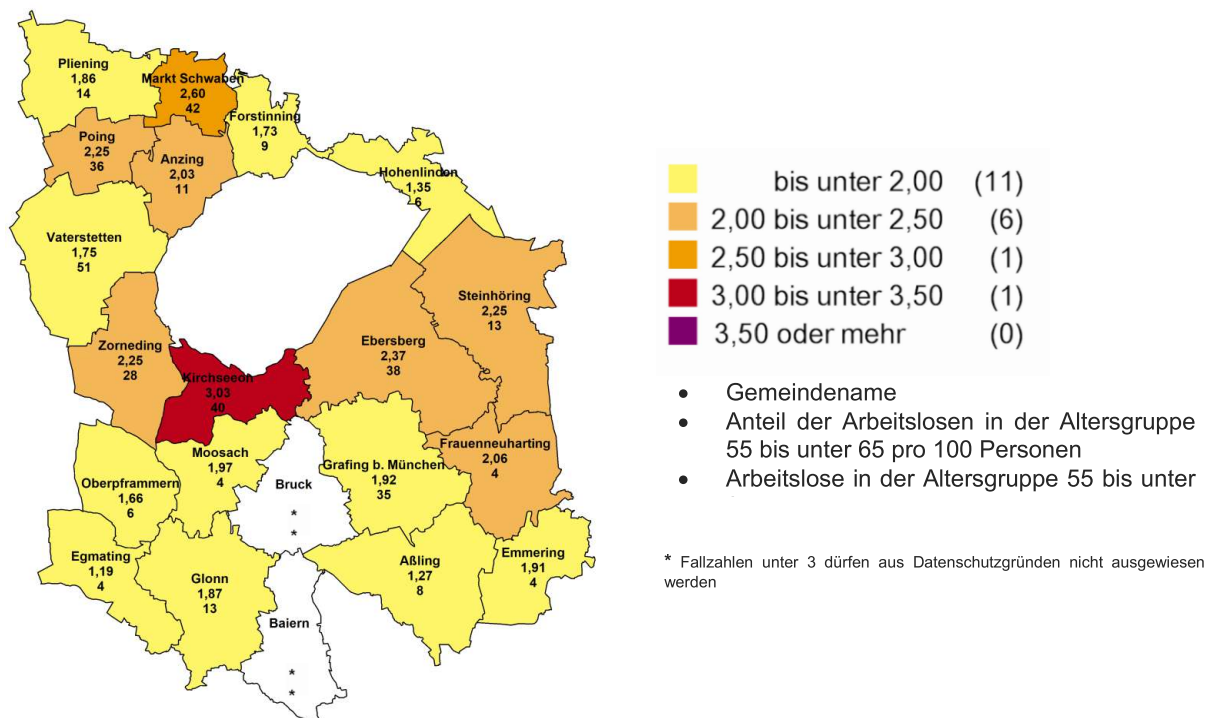 Pliening
1,86
14
Markt Schwaben
2,60
42
Forstinning
1,73
9
Poing
2,25
36
Anzing
2,03
11
Hohenlinden
1,35
6
Vaterstetten
1,75
51
Steinhöring
2,25
13
Zorneding
2,25
28
Ebersberg
2,37
38
Kirchseeon
3,03
40
Frauenneuharting
2,06
4
Moosach
1,97
4
Grafing b. München
1,92
35
Bruck
*
*
Oberpframmern
1,66
6
Egmating
1,19
4
Glonn
1,87
13
Aßling
1,27
8
Emmering
1,91
4
Baiern
*
*
bis unter 2,00 (11)
2,00 bis unter 2,50 (6)
2,50 bis unter 3,00 (1)
3,00 bis unter 3,50 (1)
3,50 oder mehr (0)
• Gemeindename
• Anteil der Arbeitslosen in der Altersgruppe
55 bis unter 65 pro 100 Personen
• Arbeitslose in der Altersgruppe 55 bis unter
* Fallzahlen unter 3 dürfen aus Datenschutzgründen nicht ausgewiesen
werden